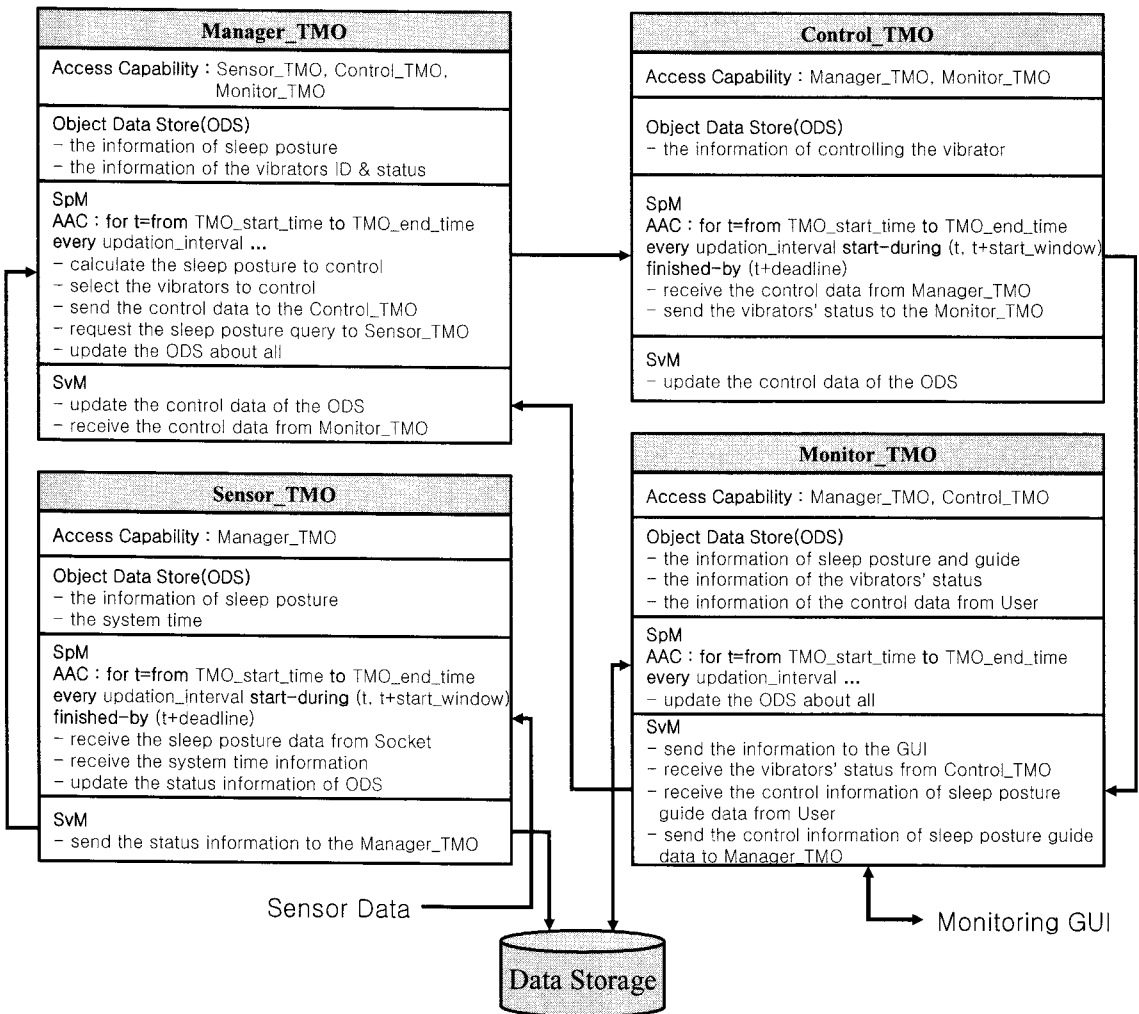 Manager_TMO
Access Capability : Sensor_TMO, Control_TMO,
Monitor_TMO
Object Data Store(ODS)
- the information of sleep posture
- the information of the vibrators ID & status
SpM
AAC : for t=from TMO_start_time to TMO_end_time
every updation_interval ...
- calculate the sleep posture to control
- select the vibrators to control
- send the control data to the Control_TMO
- request the sleep posture query to Sensor_TMO
- update the ODS about all
SvM
- update the control data of the ODS
- receive the control data from Monitor_TMO
Control_TMO
Access Capability : Manager_TMO, Monitor_TMO
Object Data Store(ODS)
- the information of controlling the vibrator
SpM
AAC : for t=from TMO_start_time to TMO_end_time
every updation_interval start-during (t, t+start_window)
finished-by (t+deadline)
- receive the control data from Manager_TMO
- send the vibrators' status to the Monitor_TMO
SvM
- update the control data of the ODS
Sensor_TMO
Access Capability : Manager_TMO
Object Data Store(ODS)
- the information of sleep posture
- the system time
SpM
AAC : for t=from TMO_start_time to TMO_end_time
every updation_interval start-during (t, t+start_window)
finished-by (t+deadline)
- receive the sleep posture data from Socket
- receive the system time information
- update the status information of ODS
SvM
- send the status information to the Manager_TMO
Monitor_TMO
Access Capability : Manager_TMO, Control_TMO
Object Data Store(ODS)
- the information of sleep posture and guide
- the information of the vibrators' status
- the information of the control data from User
SpM
AAC : for t=from TMO_start_time to TMO_end_time
every updation_interval ...
- update the ODS about all
SvM
- send the information to the GUI
- receive the vibrators' status from Control_TMO
- receive the control information of sleep posture
guide data from User
- send the control information of sleep posture guide
data to Manager_TMO
Sensor Data
Monitoring GUI
Data Storage